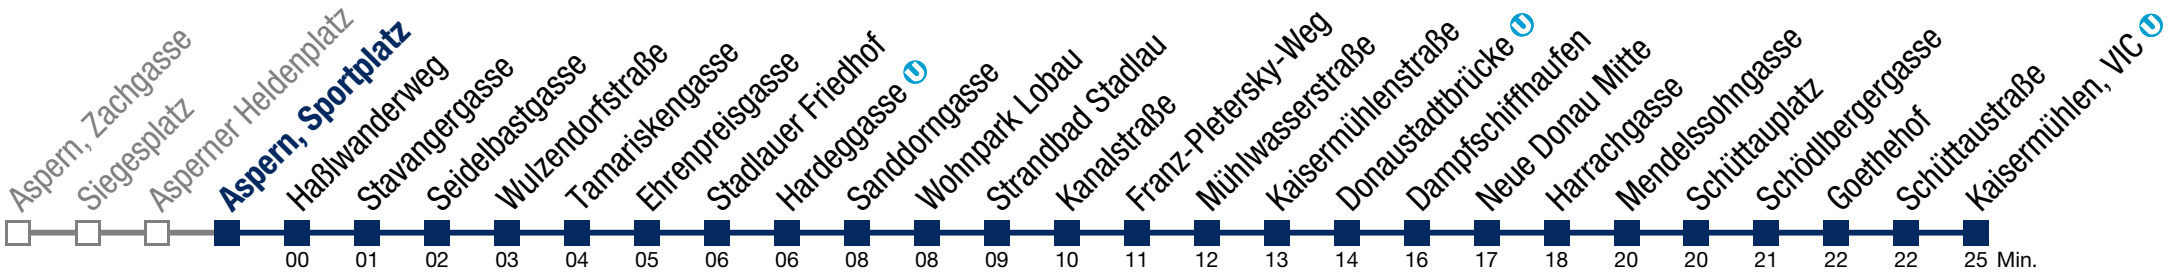 Aspern, Zachgasse
Siegesplatz
Asperner Heldenplatz
Aspern, Sportplatz
Haßlwanderweg
Stavangergasse
Seidelbastgasse
Wulzendorfstraße
Tamariskengasse
Ehrenpreisgasse
Stadlauer Friedhof
Hardeggasse U
Sanddorngasse
Wohnpark Lobau
Strandbad Stadlau
Kanalstraße
Franz-Pletersky-Weg
Mühlwasserstraße
Kaisermühlenstraße
Donaustadtbrücke U
Dampfschiffhaufen
Neue Donau Mitte
Harrachgasse
Mendelssohngasse
Schüttauplatz
Schödlbergergasse
Goethehof
Schüttaustraße
Kaisermühlen, VIC U
00 01 02 03 04 05 06 06 08 08 09 10 11 12 13 14 16 17 18 20 20 21 22 22 25 Min.